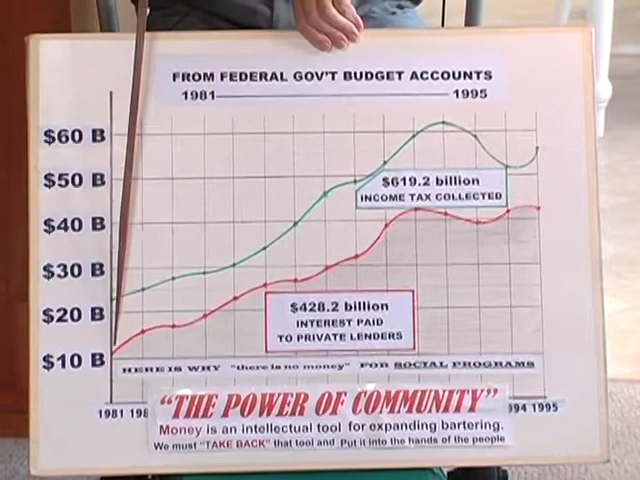 FROM FEDERAL GOV'T BUDGET ACCOUNTS
1981 1995
$60 B
$50 B
$40 B
$30 B
$20 B
$10 B
$619.2 billion
INCOME TAX COLLECTED
$428.2 billion
INTEREST PAID
TO PRIVATE LENDERS
HERE IS WHY "there is no money" FOR SOCIAL PROGRAMS
1981 198 994 1995
"THE POWER OF COMMUNITY"
Money is an intellectual tool for expanding bartering.
We must "TAKE BACK" that tool and Put it into the hands of the people